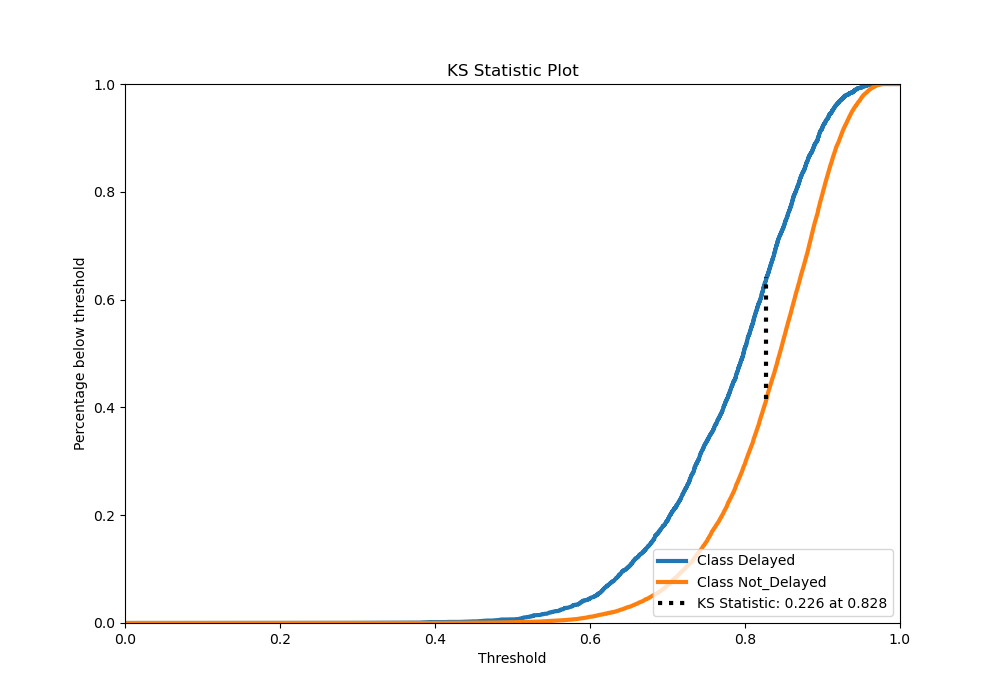 KS Statistic Plot
1.0
0.8
0.6
0.4
0.2
0.0
Percentage below threshold
Class Delayed
Class Not_Delayed
KS Statistic: 0.226 at 0.828
0.0 0.2 0.4 0.6 0.8 1.0
Threshold